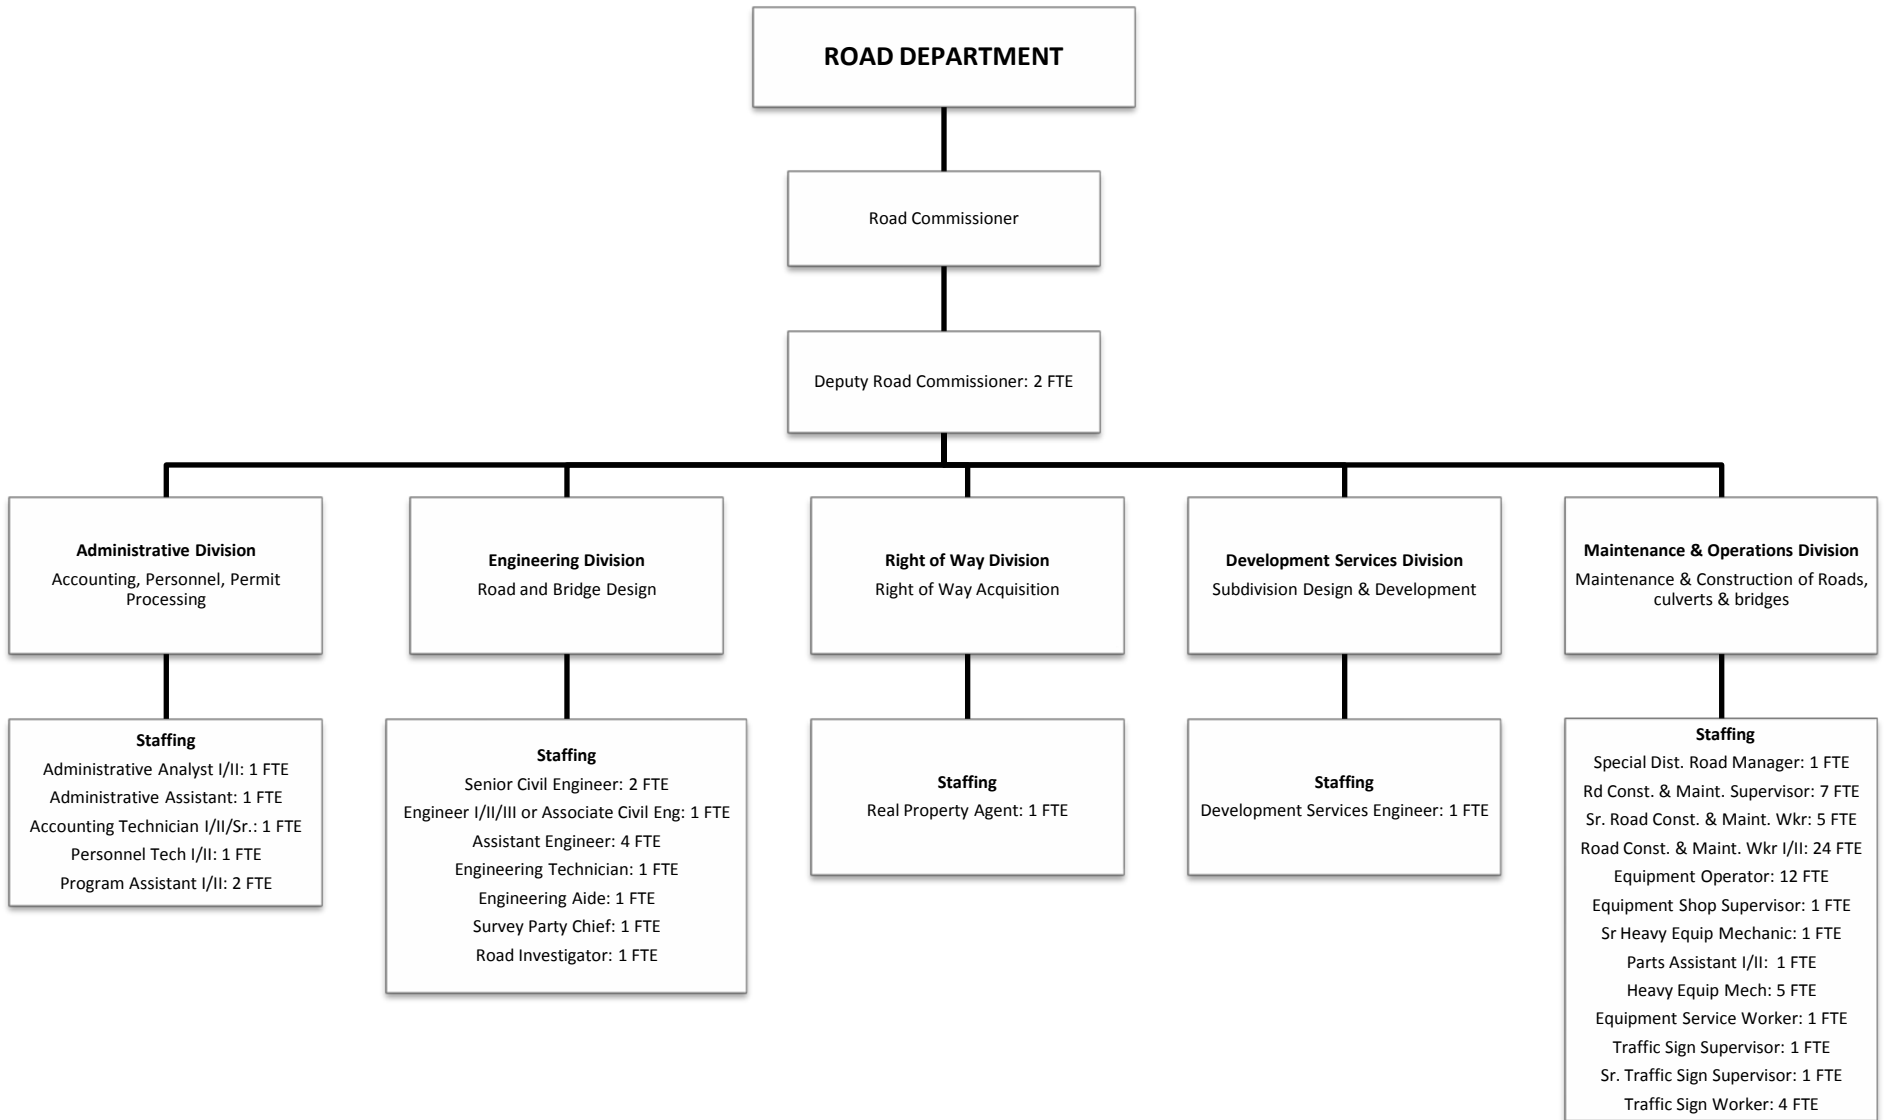 ROAD DEPARTMENT
Road Commissioner
Deputy Road Commissioner: 2 FTE
Administrative Division
Accounting, Personnel, Permit
Processing
Engineering Division
Road and Bridge Design
Right of Way Division
Right of Way Acquisition
Development Services Division
Subdivision Design & Development
Maintenance & Operations Division
Maintenance & Construction of Roads,
culverts & bridges
Staffing
Administrative Analyst I/II: 1 FTE
Administrative Assistant: 1 FTE
Accounting Technician I/II/Sr.: 1 FTE
Personnel Tech I/II: 1 FTE
Program Assistant I/II: 2 FTE
Staffing
Senior Civil Engineer: 2 FTE
Engineer I/II/III or Associate Civil Eng: 1 FTE
Assistant Engineer: 4 FTE
Engineering Technician: 1 FTE
Engineering Aide: 1 FTE
Survey Party Chief: 1 FTE
Road Investigator: 1 FTE
Staffing
Real Property Agent: 1 FTE
Staffing
Development Services Engineer: 1 FTE
Staffing
Special Dist. Road Manager: 1 FTE
Rd Const. & Maint. Supervisor: 7 FTE
Sr. Road Const. & Maint. Wkr: 5 FTE
Road Const. & Maint. Wkr I/II: 24 FTE
Equipment Operator: 12 FTE
Equipment Shop Supervisor: 1 FTE
Sr Heavy Equip Mechanic: 1 FTE
Parts Assistant I/II:  1 FTE
Heavy Equip Mech: 5 FTE
Equipment Service Worker: 1 FTE
Traffic Sign Supervisor: 1 FTE
Sr. Traffic Sign Supervisor: 1 FTE
Traffic Sign Worker: 4 FTE